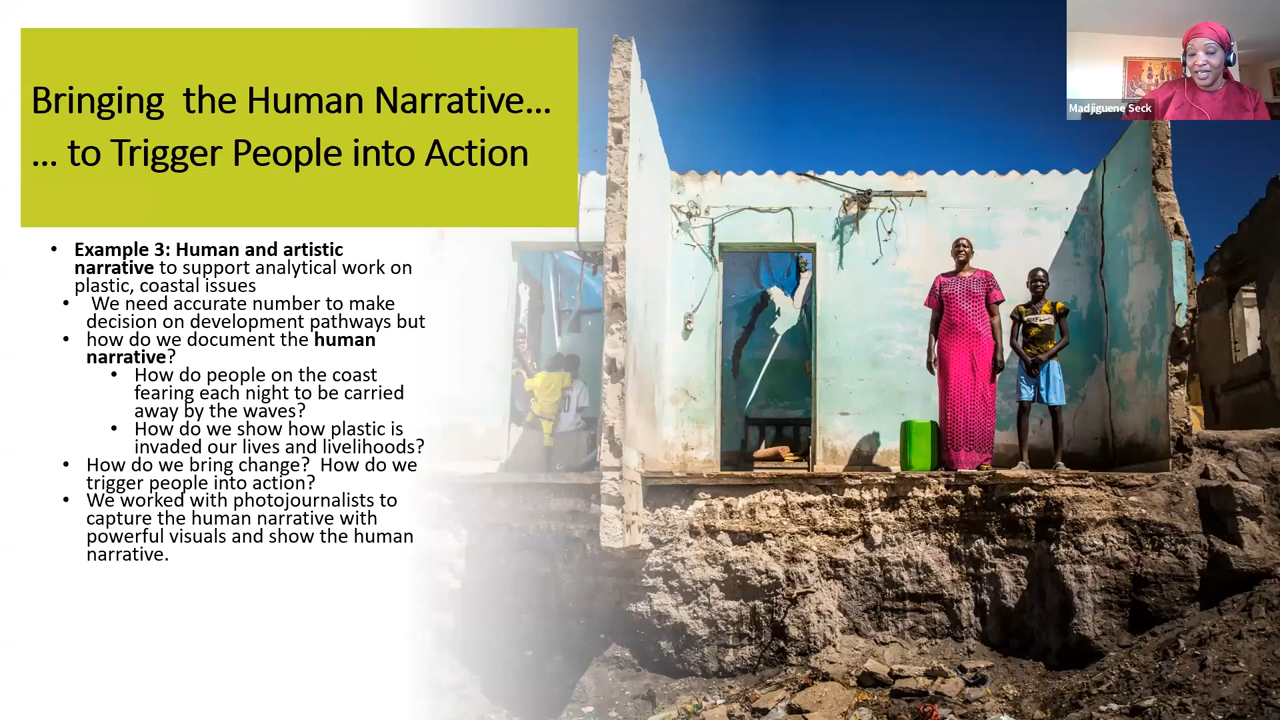 Bringing  the Human Narrative...
... to Trigger People into Action
Madjiguene Seck
• Example 3: Human and artistic
narrative to support analytical work on
plastic, coastal issues
• We need accurate number to make
decision on development pathways but
• how do we document the human
narrative?
• How do people on the coast
fearing each night to be carried
away by the waves?
• How do we show how plastic is
invaded our lives and livelihoods?
• How do we bring change?  How do we
trigger people into action?
• We worked with photojournalists to
capture the human narrative with
powerful visuals and show the human
narrative.